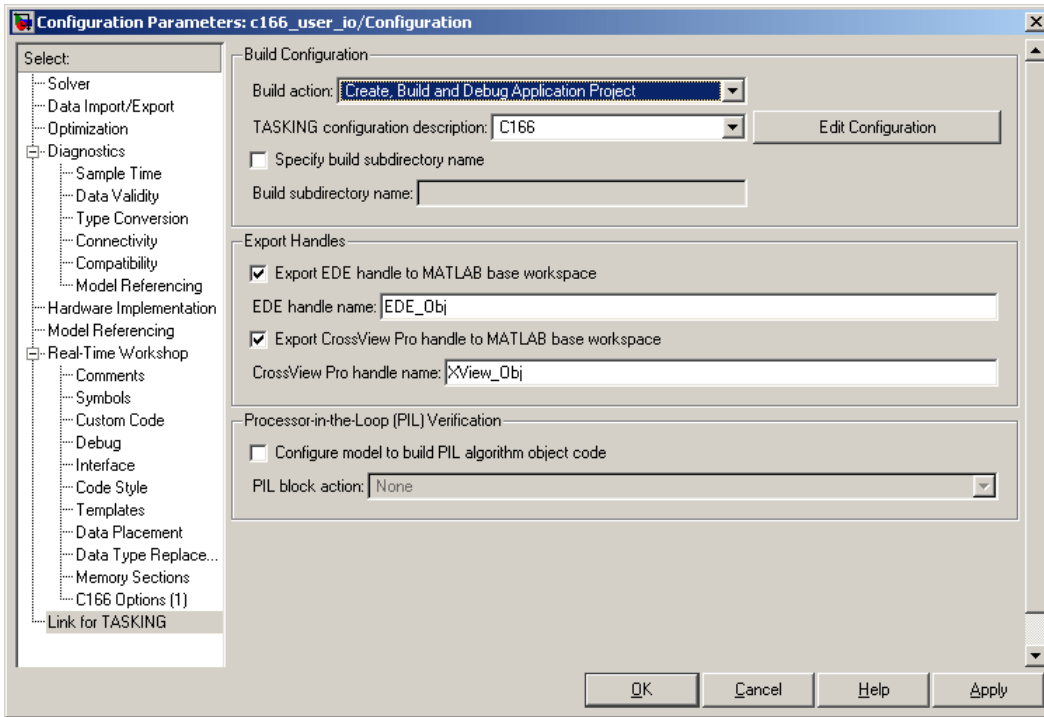 Configuration Parameters: c166_user_io/Configuration
Select:
Solver
Data Import/Export
Optimization
Diagnostics
Sample Time
Data Validity
Type Conversion
Connectivity
Compatibility
Model Referencing
Hardware Implementation
Model Referencing
Real-Time Workshop
Comments
Symbols
Custom Code
Debug
Interface
Code Style
Templates
Data Placement
Data Type Replace...
Memory Sections
C166 Options (1)
Link for TASKING
Build Configuration
Build action: Create, Build and Debug Application Project
TASKING configuration description: C166 Edit Configuration
Specify build subdirectory name
Build subdirectory name:
Export Handles
Export EDE handle to MATLAB base workspace
EDE handle name: EDE_Obj
Export CrossView Pro handle to MATLAB base workspace
CrossView Pro handle name: XView_Obj
Processor-in-the-Loop (PIL) Verification
Configure model to build PIL algorithm object code
PIL block action: None
OK Cancel Help Apply